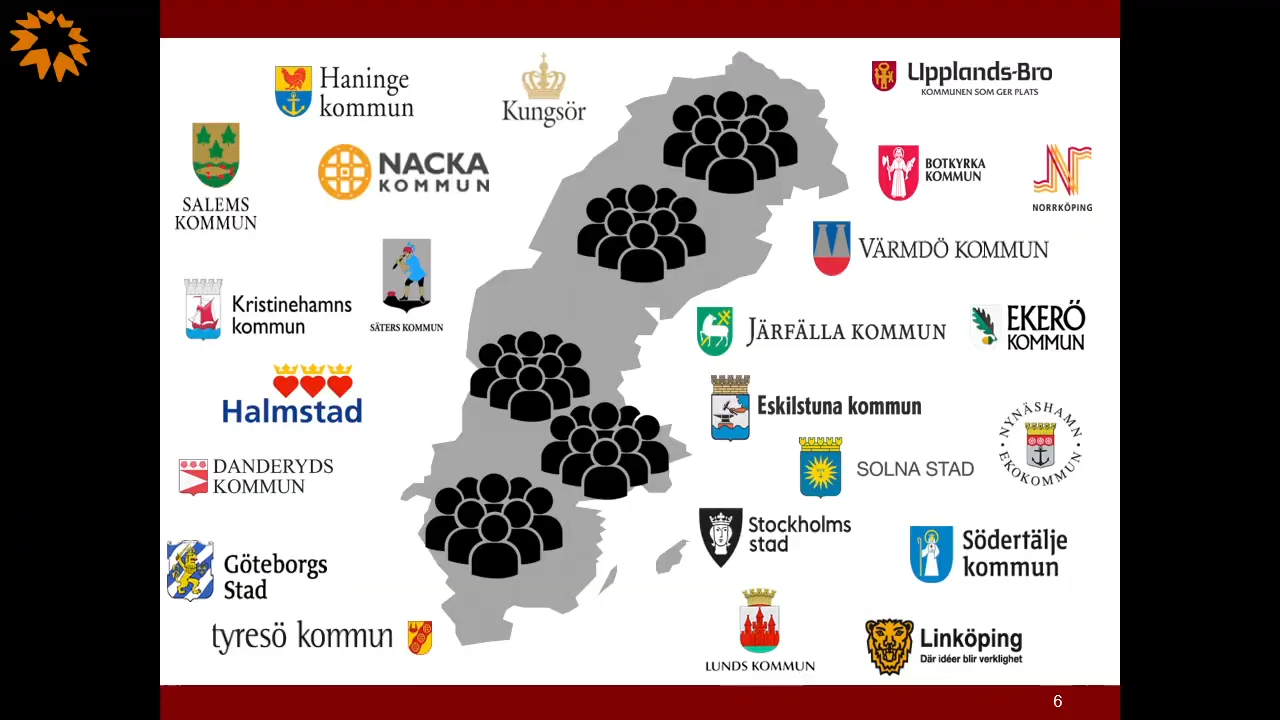 Haninge
kommun
Kungsör
Upplands-Bro
KOMMUNEN SOM GER PLATS
SALEMS
KOMMUN
NACKA
KOMMUN
BOTKYRKA
KOMMUN
NORRKÖPING
VÄRMDÖ KOMMUN
Kristinehamns
kommun
SÄTERS KOMMUN
JÄRFÄLLA KOMMUN
EKERÖ
KOMMUN
Halmstad
Eskilstuna kommun
NYNÄSHAMN
EKOKOMMUN
DANDERYDS
KOMMUN
SOLNA STAD
Stockholms
stad
Södertälje
kommun
Göteborgs
Stad
tyresö kommun
LUNDS KOMMUN
Linköping
Där idéer blir verklighet
6